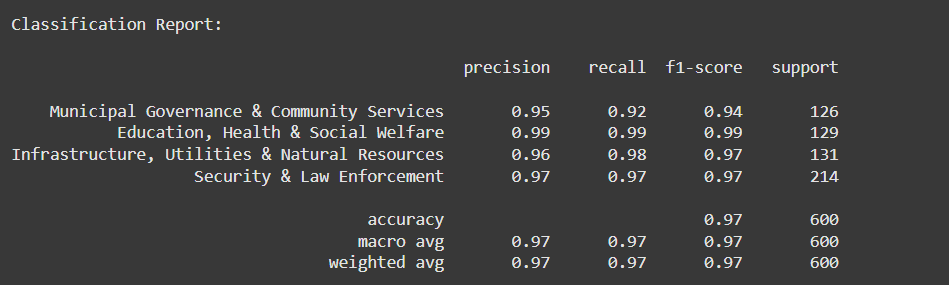 Classification Report:
precision recall f1-score support
Municipal Governance & Community Services 0.95 0.92 0.94 126
Education, Health & Social Welfare 0.99 0.99 0.99 129
Infrastructure, Utilities & Natural Resources 0.96 0.98 0.97 131
Security & Law Enforcement 0.97 0.97 0.97 214
accuracy 0.97 600
macro avg 0.97 0.97 0.97 600
weighted avg 0.97 0.97 0.97 600